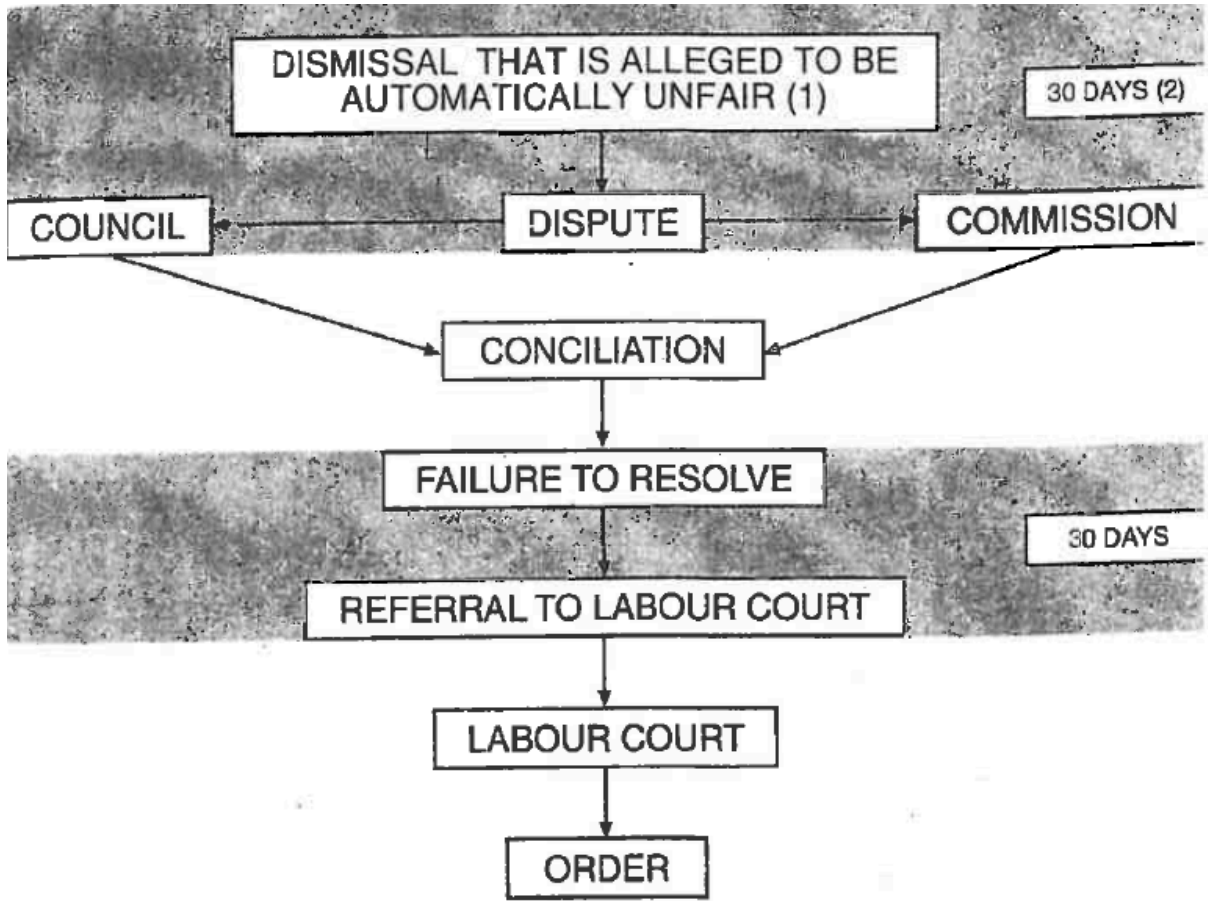 DISMISSAL THAT IS ALLEGED TO BE
AUTOMATICALLY UNFAIR (1)
30 DAYS (2)
COUNCIL
DISPUTE
COMMISSION
CONCILIATION
FAILURE TO RESOLVE
30 DAYS
REFERRAL TO LABOUR COURT
LABOUR COURT
ORDER